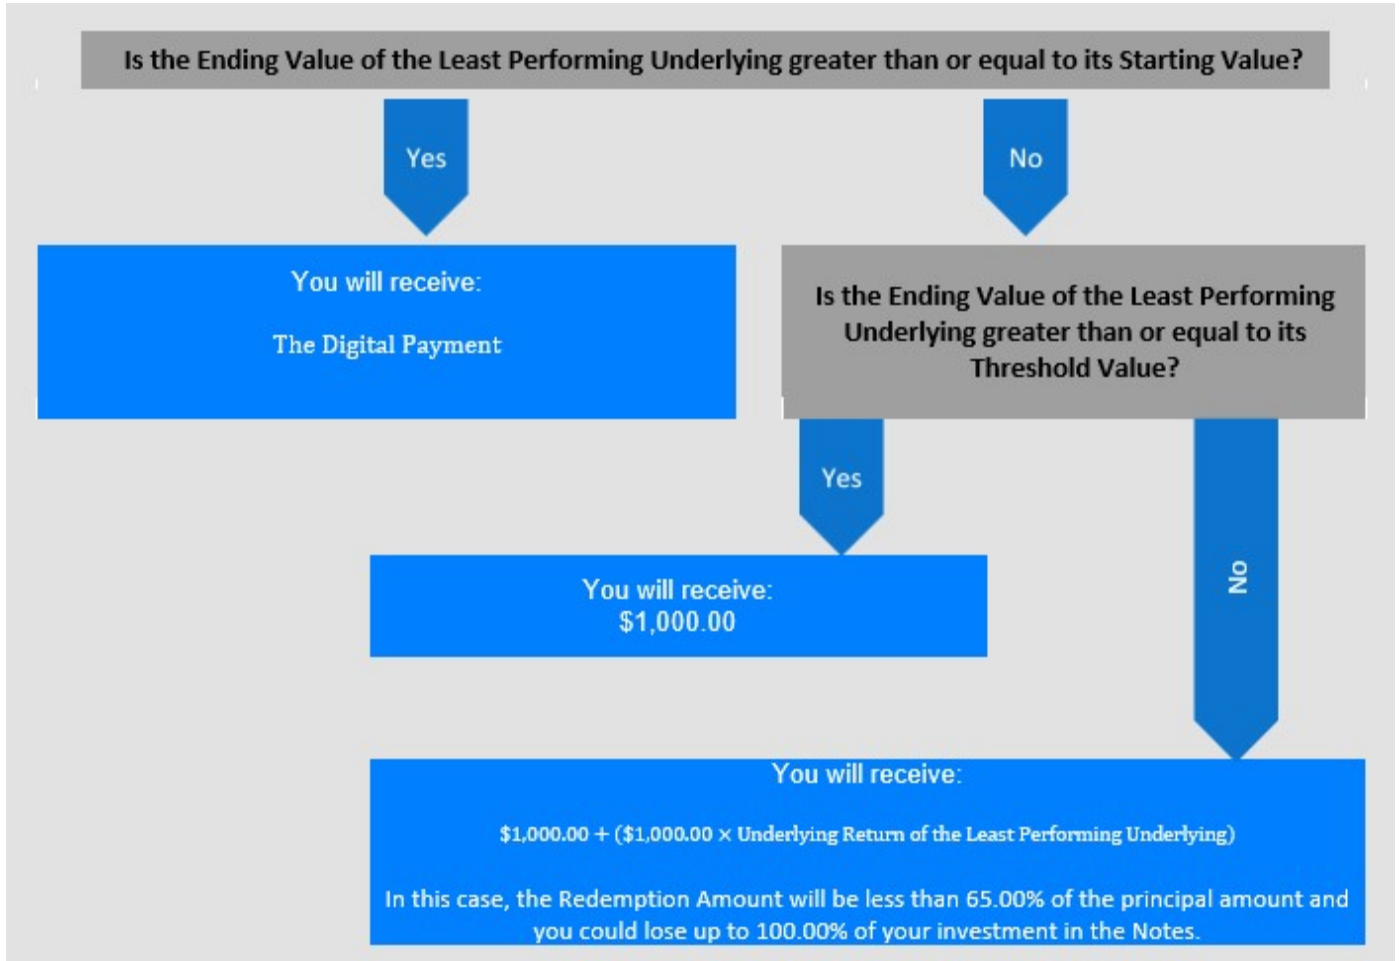 Is the Ending Value of the Least Performing Underlying greater than or equal to its Starting Value?
Yes
No
You will receive:
The Digital Payment
Is the Ending Value of the Least Performing
Underlying greater than or equal to its
Threshold Value?
Yes
No
You will receive:
$1,000.00
You will receive:
$1,000.00 + ($1,000.00 × Underlying Return of the Least Performing Underlying)
In this case, the Redemption Amount will be less than 65.00% of the principal amount and
you could lose up to 100.00% of your investment in the Notes.